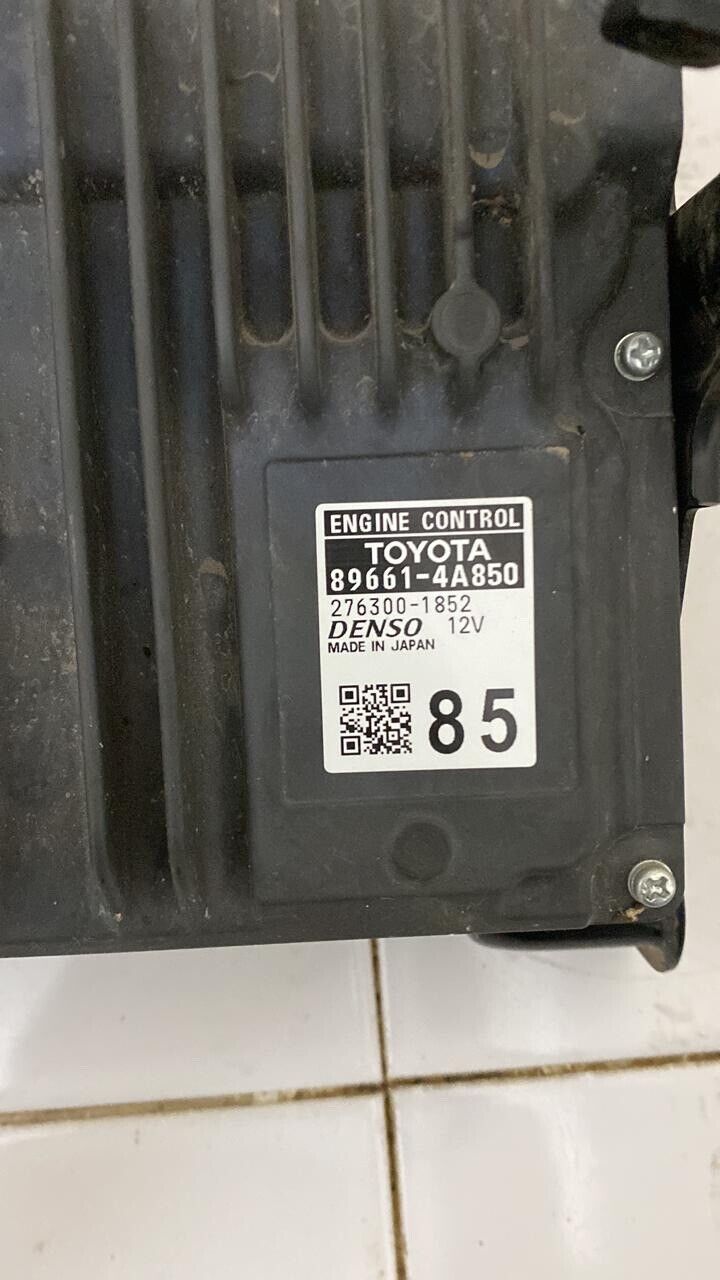 ENGINE CONTROL
TOYOTA
89661-4A850
276300-1852
DENSO 12V
MADE IN JAPAN
85